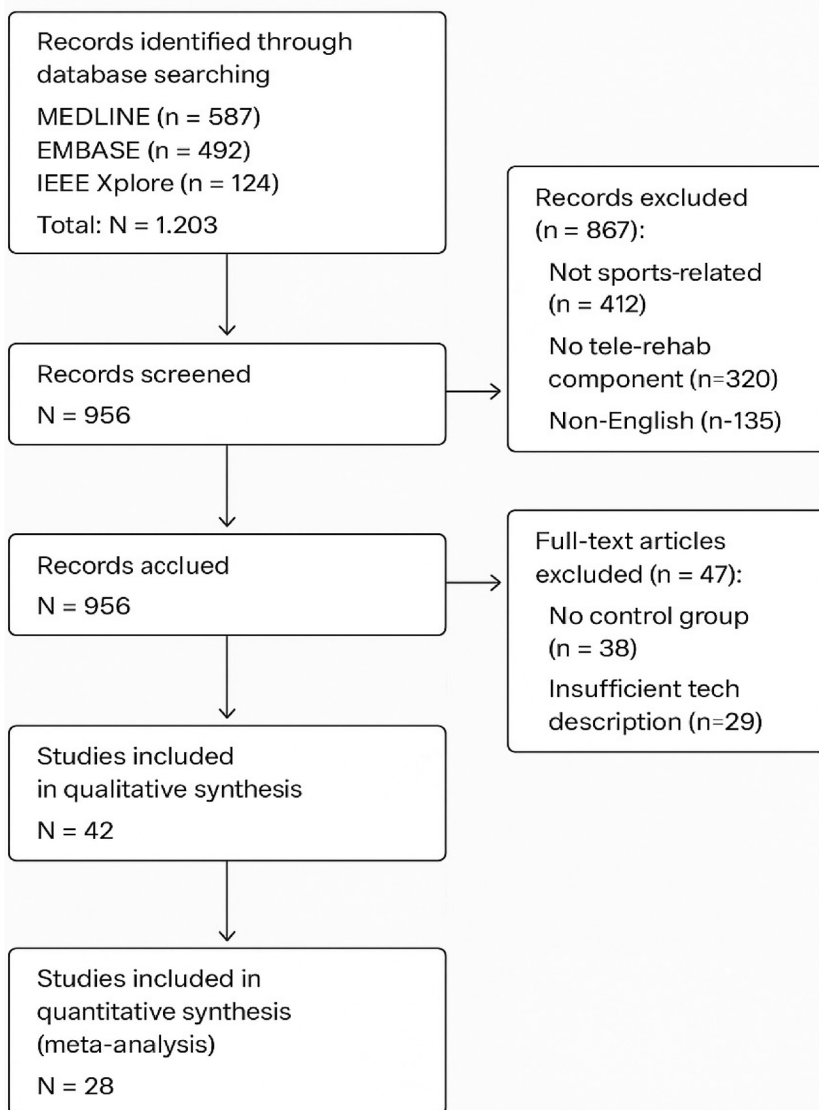 Records identified through
database searching
MEDLINE (n = 587)
EMBASE (n = 492)
IEEE Xplore (n = 124)
Total: N = 1.203
Records excluded
(n = 867):
Not sports-related
(n = 412)
No tele-rehab
component (n=320)
Non-English (n-135)
Records screened
N = 956
Records acclued
N = 956
Full-text articles
excluded (n = 47):
No control group
(n = 38)
Insufficient tech
description (n=29)
Studies included
in qualitative synthesis
N = 42
Studies included in
quantitative synthesis
(meta-analysis)
N = 28